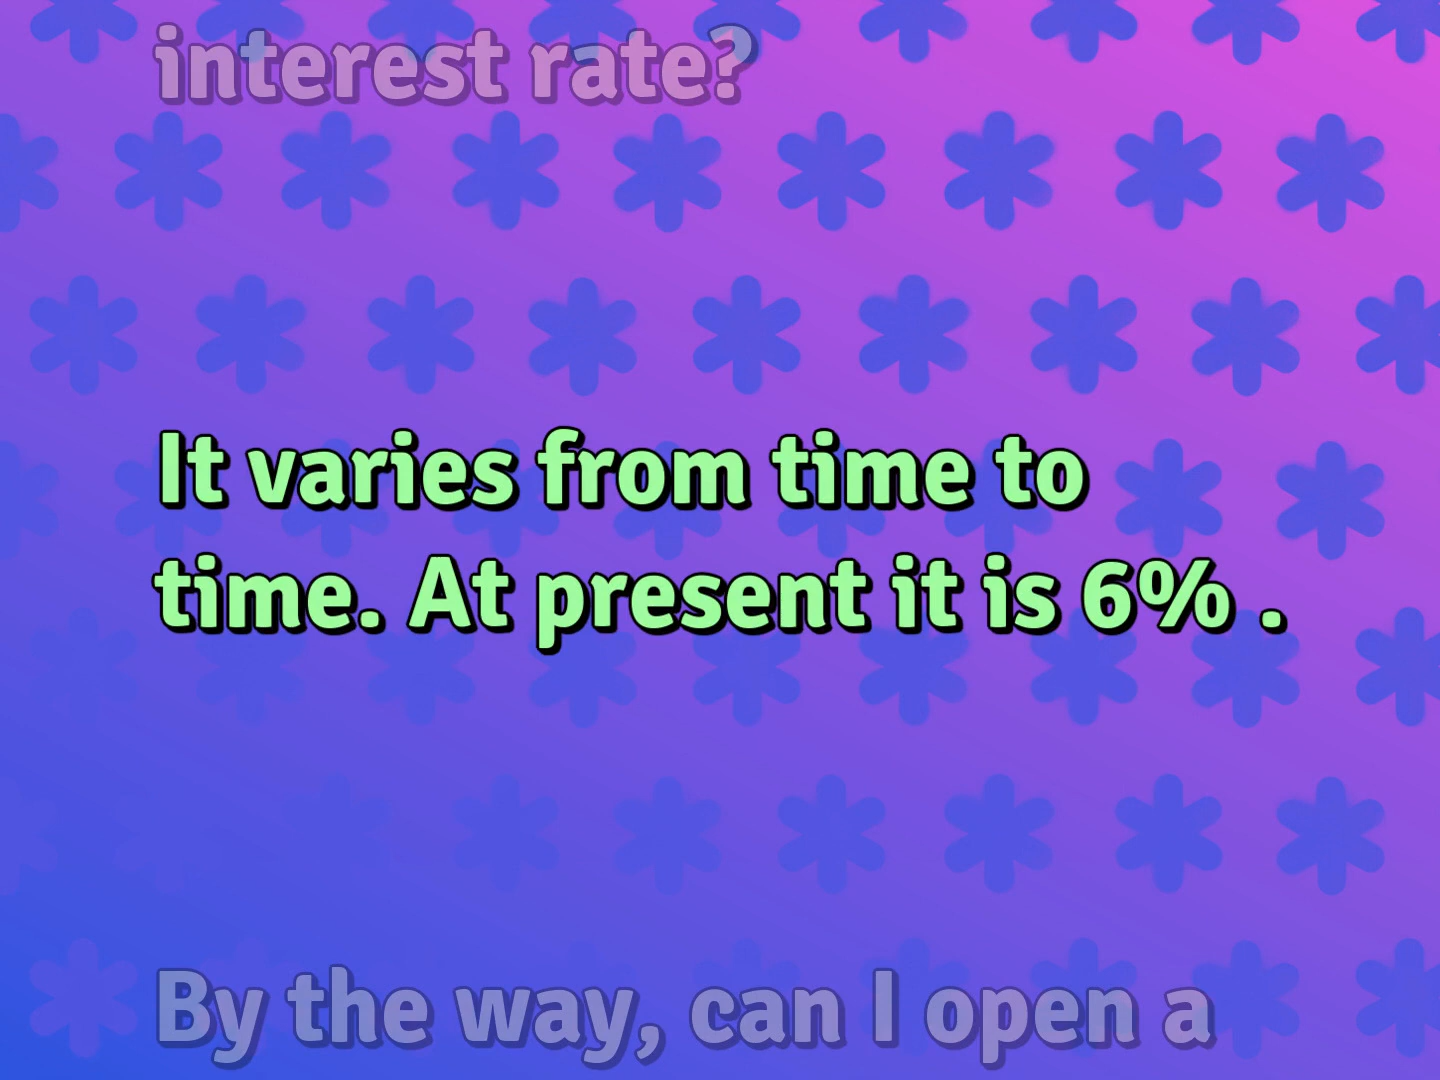 interest rate?
It varies from time to
time. At present it is 6% .
By the way, can I open a